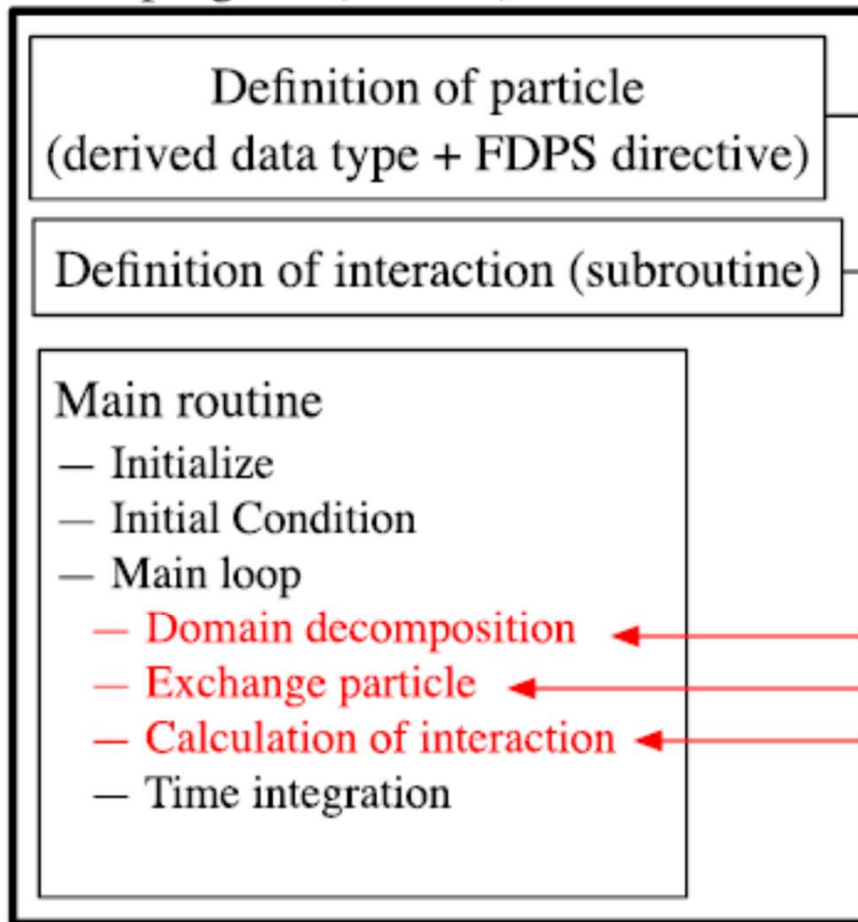 Definition of particle
(derived data type + FDPS directive)
Definition of interaction (subroutine)
Main routine
— Initialize
— Initial Condition
— Main loop
— Domain decomposition
— Exchange particle
— Calculation of interaction
— Time integration